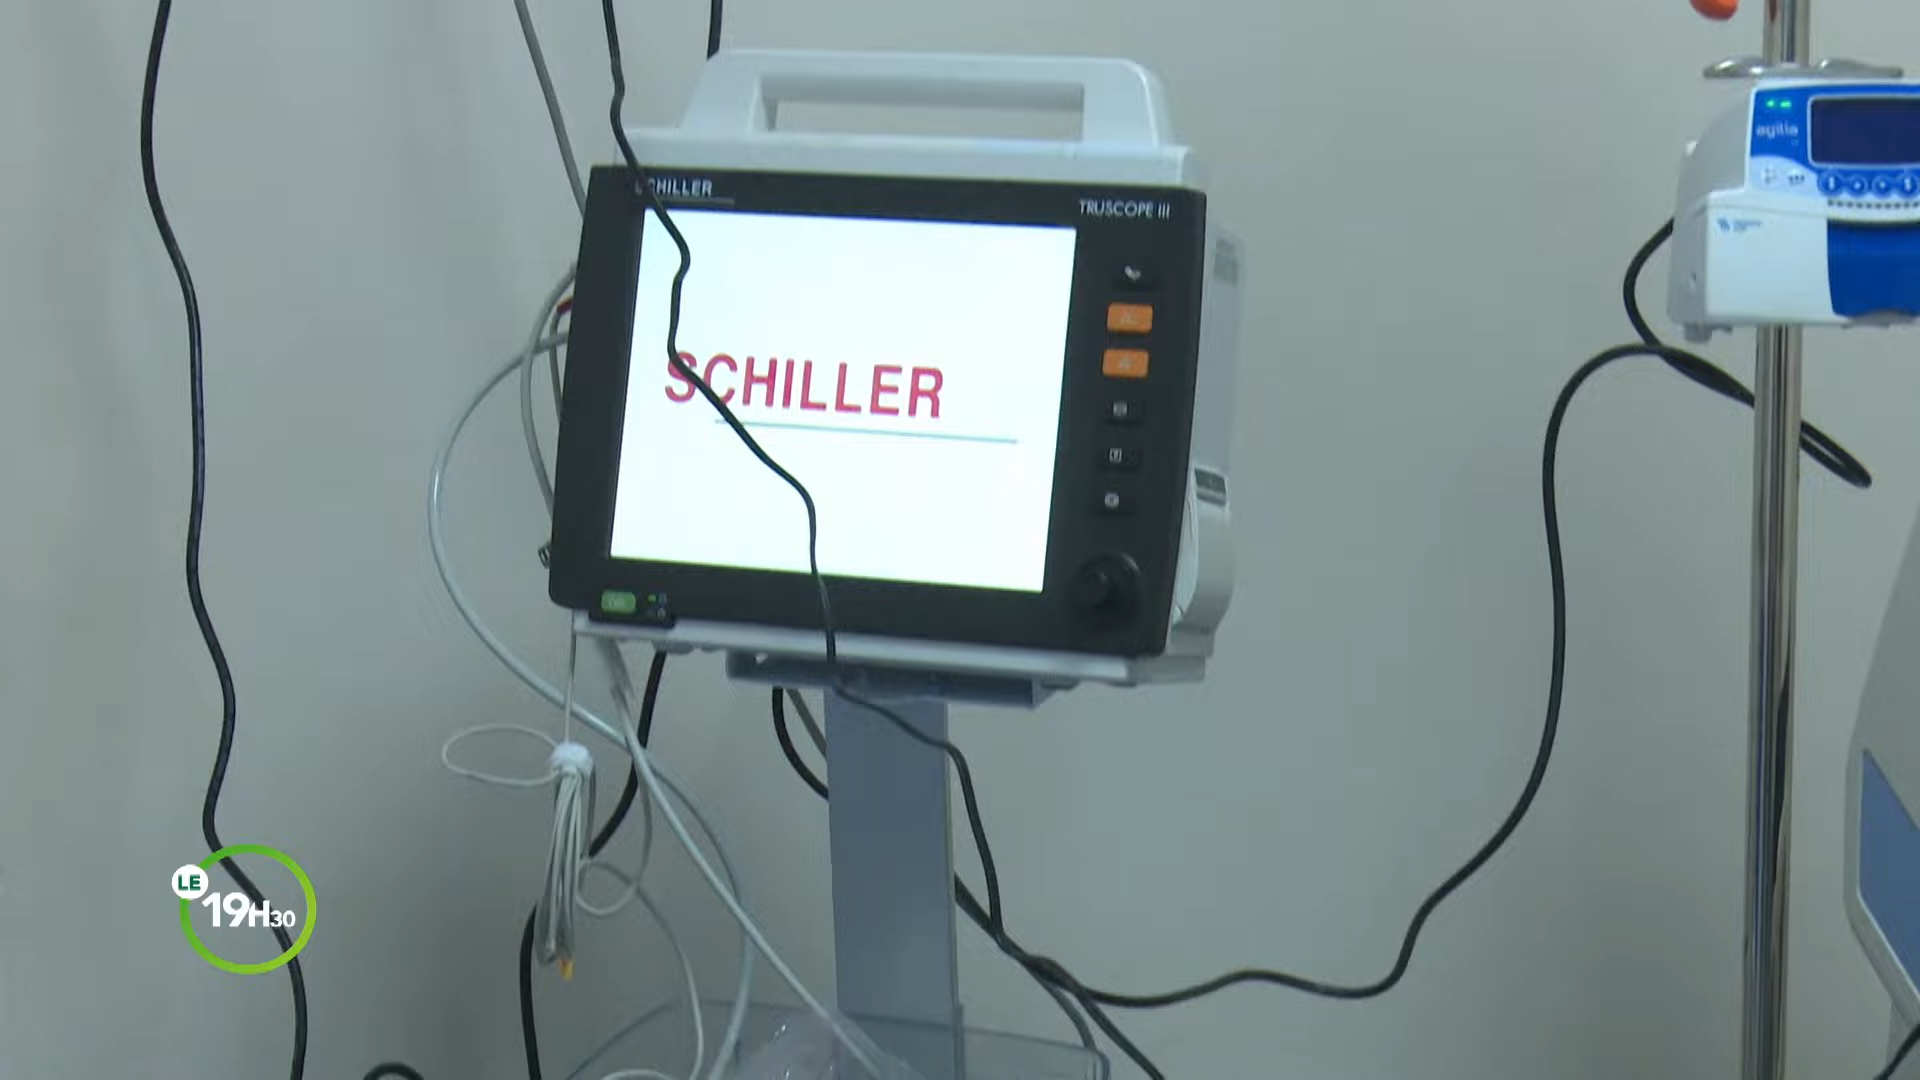 SCHILLER
TRUSCOPE III
SCHILLER
agilia
LE
19H30